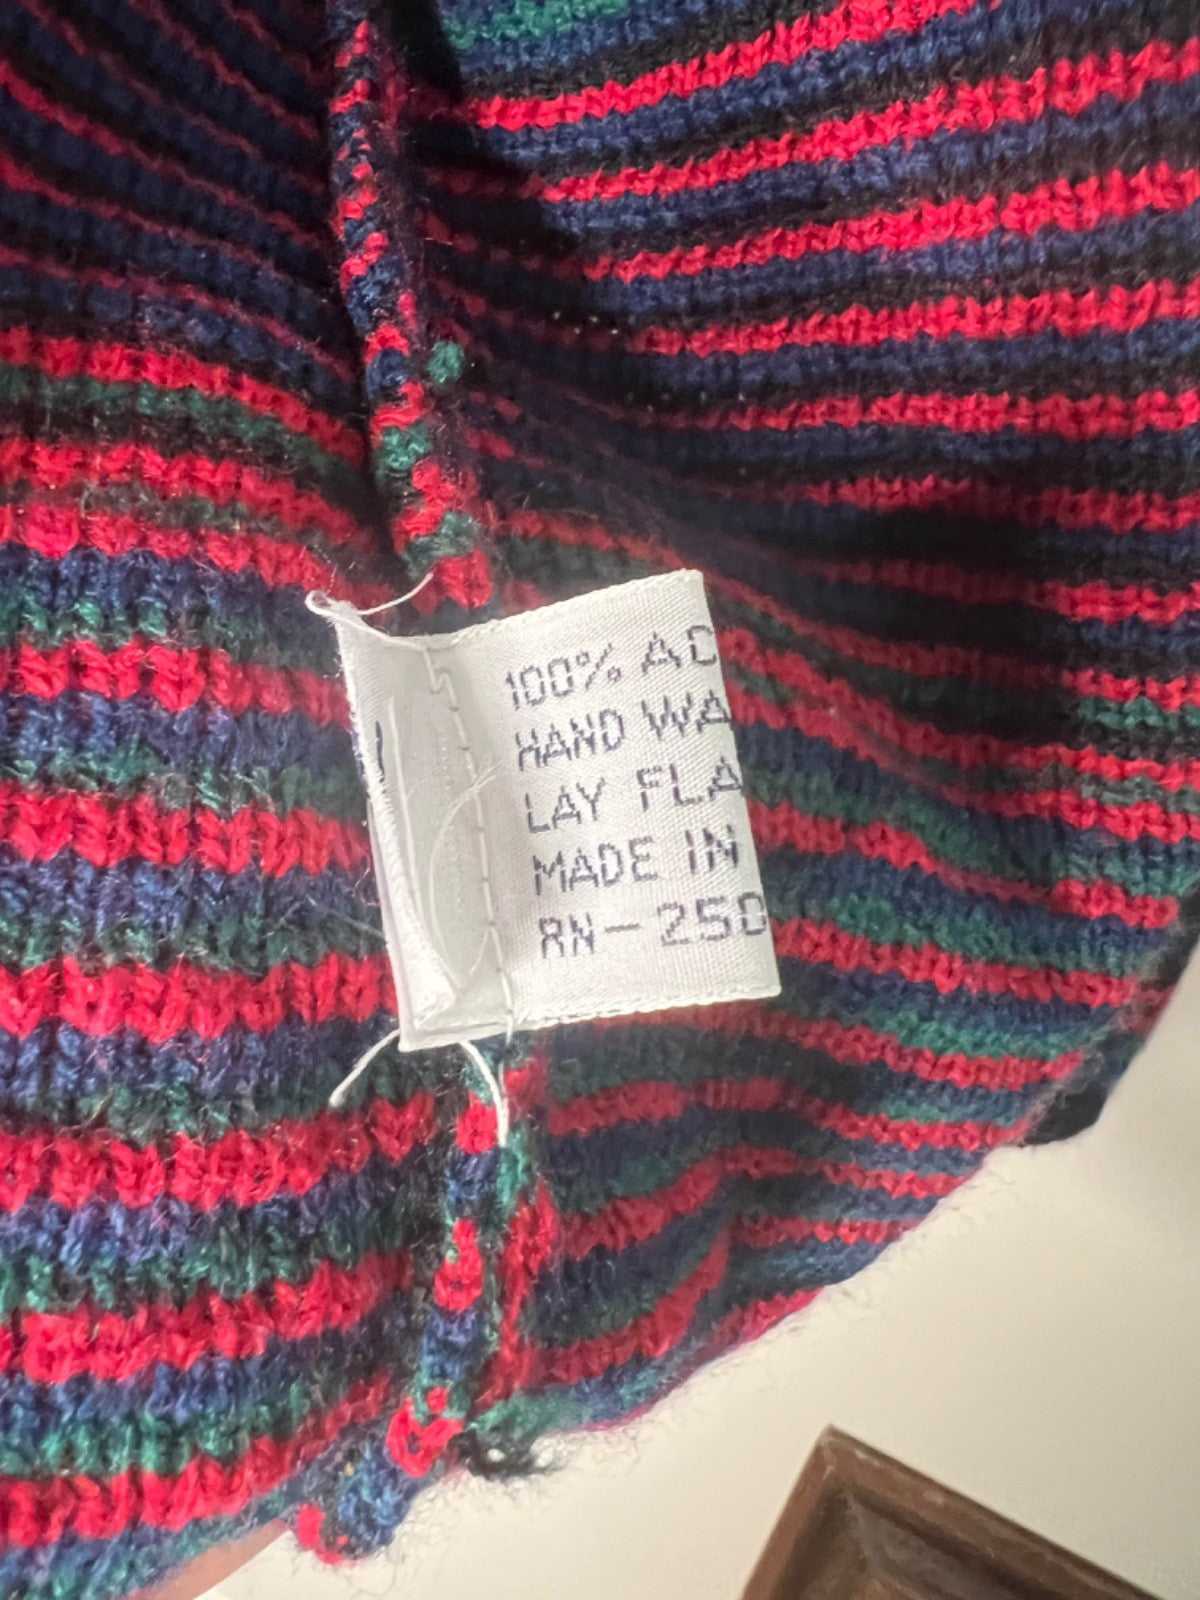 100% AC
HAND WA
LAY FLA
MADE IN
RN-250